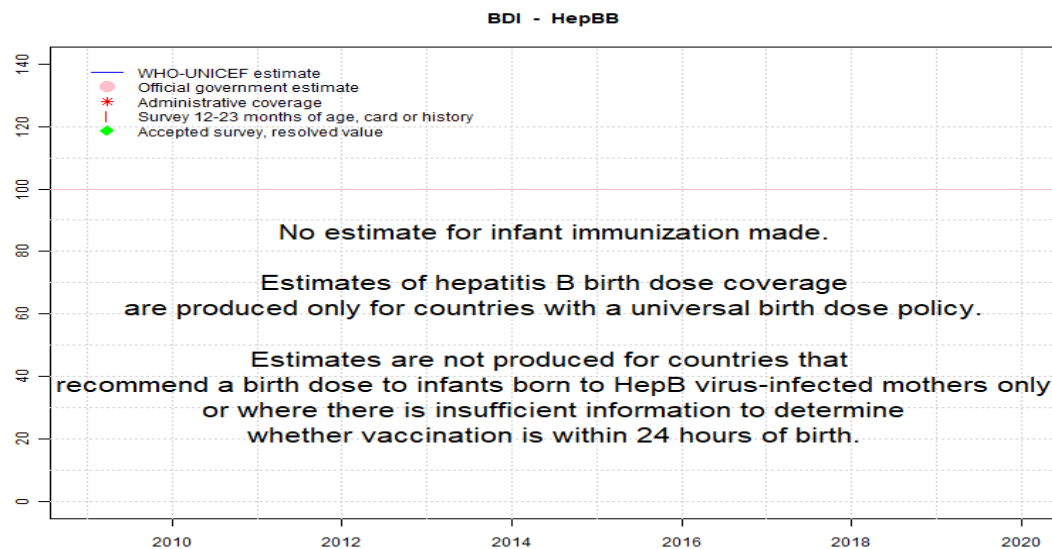 BDI - HepBB
WHO-UNICEF estimate
Official government estimate
Administrative coverage
Survey 12-23 months of age, card or history
Accepted survey, resolved value
140
120
100
80
60
40
20
0
No estimate for infant immunization made.
Estimates of hepatitis B birth dose coverage
are produced only for countries with a universal birth dose policy.
Estimates are not produced for countries that
recommend a birth dose to infants born to HepB virus-infected mothers only
or where there is insufficient information to determine
whether vaccination is within 24 hours of birth.
2010 2012 2014 2016 2018 2020